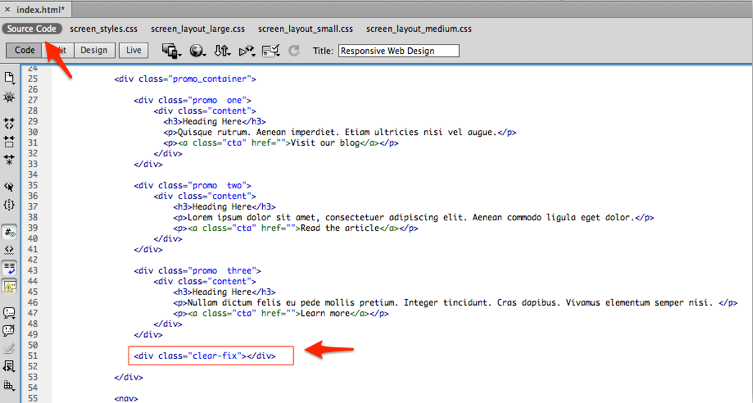 index.html*
Source Code screen_styles.css screen_layout_large.css screen_layout_small.css screen_layout_medium.css
Code Design Live Title: Responsive Web Design
24
25 <div class="promo_container">
26
27 <div class="promo one">
28 <div class="content">
29 <h3>Heading Here</h3>
30 <p>Quisque rutrum. Aenean imperdiet. Etiam ultricies nisi vel augue.</p>
31 <p><a class="cta" href="">Visit our blog</a></p>
32 </div>
33 </div>
34
35 <div class="promo two">
36 <div class="content">
37 <h3>Heading Here</h3>
38 <p>Lorem ipsum dolor sit amet, consectetuer adipiscing elit. Aenean commodo ligula eget dolor.</p>
39 <p><a class="cta" href="">Read the article</a></p>
40 </div>
41 </div>
42
43 <div class="promo three">
44 <div class="content">
45 <h3>Heading Here</h3>
46 <p>Nullam dictum felis eu pede mollis pretium. Integer tincidunt. Cras dapibus. Vivamus elementum semper nisi. </p>
47 <p><a class="cta" href="">Learn more</a></p>
48 </div>
49 </div>
50
51 <div class="clear-fix"></div>
52
53 </div>
54
55 <nav>